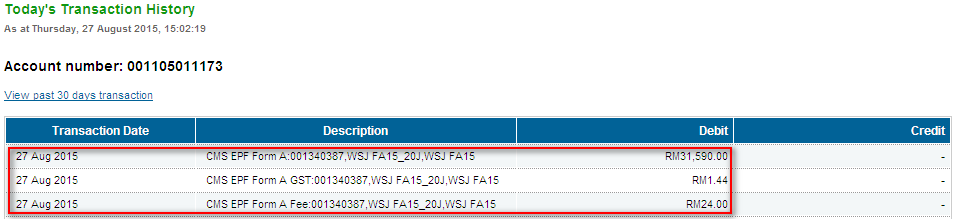 Today's Transaction History
As at Thursday, 27 August 2015, 15:02:19
Account number: 001105011173
View past 30 days transaction
Transaction Date Description Debit Credit
27 Aug 2015 CMS EPF Form A:001340387,WSJ FA15_20J,WSJ FA15 RM31,590.00 -
27 Aug 2015 CMS EPF Form A GST:001340387,WSJ FA15_20J,WSJ FA15 RM1.44 -
27 Aug 2015 CMS EPF Form A Fee:001340387,WSJ FA15_20J,WSJ FA15 RM24.00 -